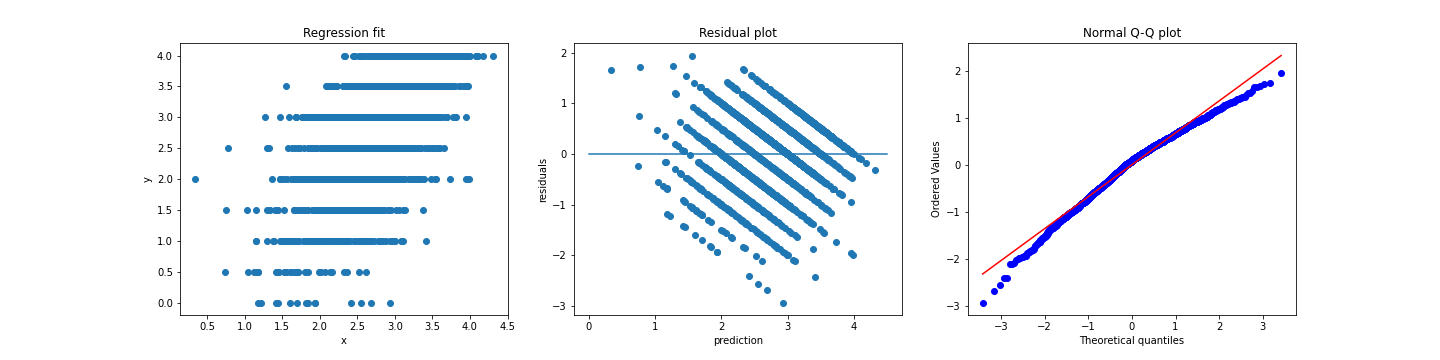 Regression fit
4.0
3.5
3.0
2.5
2.0
1.5
1.0
0.5
0.0
y
0.5 1.0 1.5 2.0 2.5 3.0 3.5 4.0 4.5
x
Residual plot
2
1
0
−1
−2
−3
residuals
0 1 2 3 4
prediction
Normal Q-Q plot
2
1
0
−1
−2
−3
Ordered Values
−3 −2 −1 0 1 2 3
Theoretical quantiles